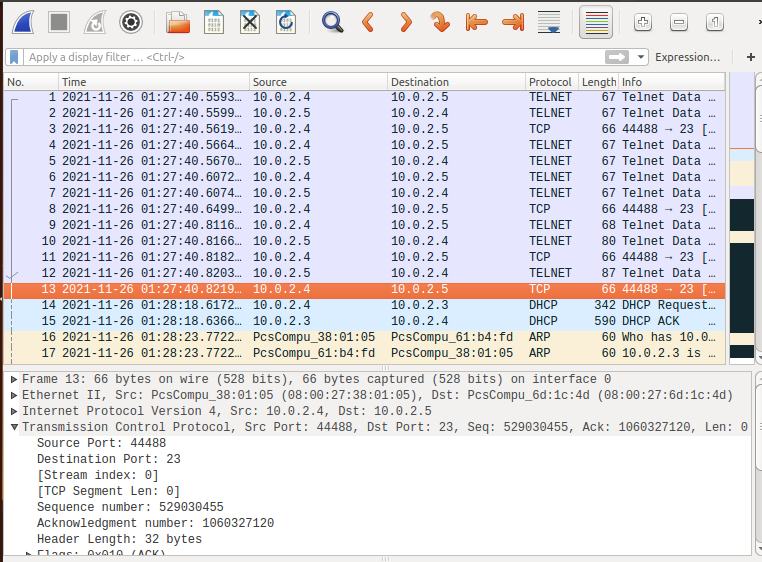 Apply a display filter ... <Ctrl-/> Expression... +
No. Time Source Destination Protocol Length Info
1 2021-11-26 01:27:40.5593... 10.0.2.4 10.0.2.5 TELNET 67 Telnet Data ...
2 2021-11-26 01:27:40.5599... 10.0.2.5 10.0.2.4 TELNET 67 Telnet Data ...
3 2021-11-26 01:27:40.5619... 10.0.2.4 10.0.2.5 TCP 66 44488 → 23 [...
4 2021-11-26 01:27:40.5664... 10.0.2.4 10.0.2.5 TELNET 67 Telnet Data ...
5 2021-11-26 01:27:40.5670... 10.0.2.5 10.0.2.4 TELNET 67 Telnet Data ...
6 2021-11-26 01:27:40.6072... 10.0.2.4 10.0.2.5 TELNET 67 Telnet Data ...
7 2021-11-26 01:27:40.6074... 10.0.2.5 10.0.2.4 TELNET 67 Telnet Data ...
8 2021-11-26 01:27:40.6499... 10.0.2.4 10.0.2.5 TCP 66 44488 → 23 [...
9 2021-11-26 01:27:40.8116... 10.0.2.4 10.0.2.5 TELNET 68 Telnet Data ...
10 2021-11-26 01:27:40.8166... 10.0.2.5 10.0.2.4 TELNET 80 Telnet Data ...
11 2021-11-26 01:27:40.8182... 10.0.2.4 10.0.2.5 TCP 66 44488 → 23 [...
12 2021-11-26 01:27:40.8203... 10.0.2.5 10.0.2.4 TELNET 87 Telnet Data ...
13 2021-11-26 01:27:40.8219... 10.0.2.4 10.0.2.5 TCP 66 44488 → 23 [...
14 2021-11-26 01:28:18.6172... 10.0.2.4 10.0.2.3 DHCP 342 DHCP Request...
15 2021-11-26 01:28:18.6366... 10.0.2.3 10.0.2.4 DHCP 590 DHCP ACK ...
16 2021-11-26 01:28:23.7722... PcsCompu_38:01:05 PcsCompu_61:b4:fd ARP 60 Who has 10.0...
17 2021-11-26 01:28:23.7722... PcsCompu_61:b4:fd PcsCompu_38:01:05 ARP 60 10.0.2.3 is ...
Frame 13: 66 bytes on wire (528 bits), 66 bytes captured (528 bits) on interface 0
Ethernet II, Src: PcsCompu_38:01:05 (08:00:27:38:01:05), Dst: PcsCompu_6d:1c:4d (08:00:27:6d:1c:4d)
Internet Protocol Version 4, Src: 10.0.2.4, Dst: 10.0.2.5
Transmission Control Protocol, Src Port: 44488, Dst Port: 23, Seq: 529030455, Ack: 1060327120, Len: 0
Source Port: 44488
Destination Port: 23
[Stream index: 0]
[TCP Segment Len: 0]
Sequence number: 529030455
Acknowledgment number: 1060327120
Header Length: 32 bytes
Flags: 0x010 (ACK)